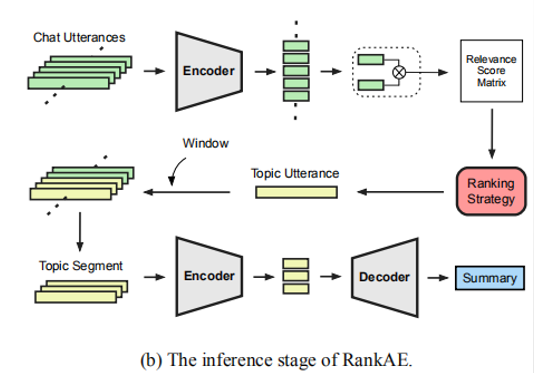 Chat Utterances
Encoder
Relevance
Score
Matrix
Window
Topic Utterance
Ranking
Strategy
Topic Segment
Encoder
Decoder
Summary
(b) The inference stage of RankAE.